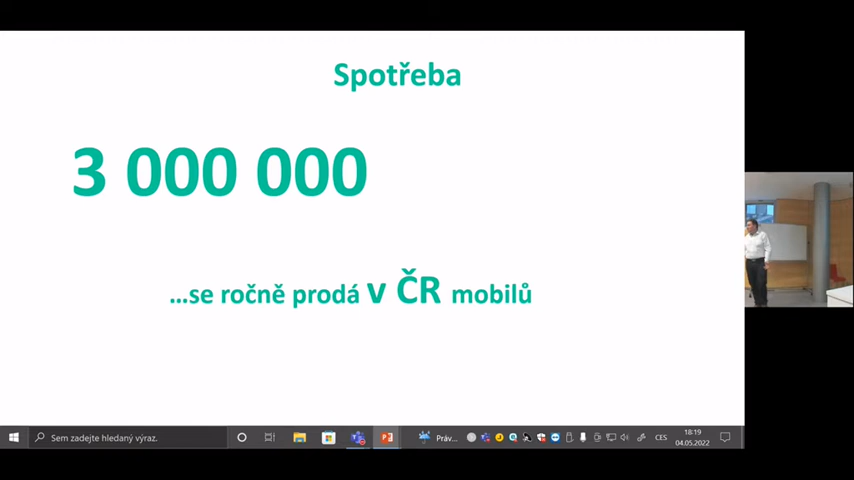 Spotřeba
3 000 000
...se ročně prodá v ČR mobilů
Sem zadejte hledaný výraz.
Práv...
CES
18:19
04.05.2022